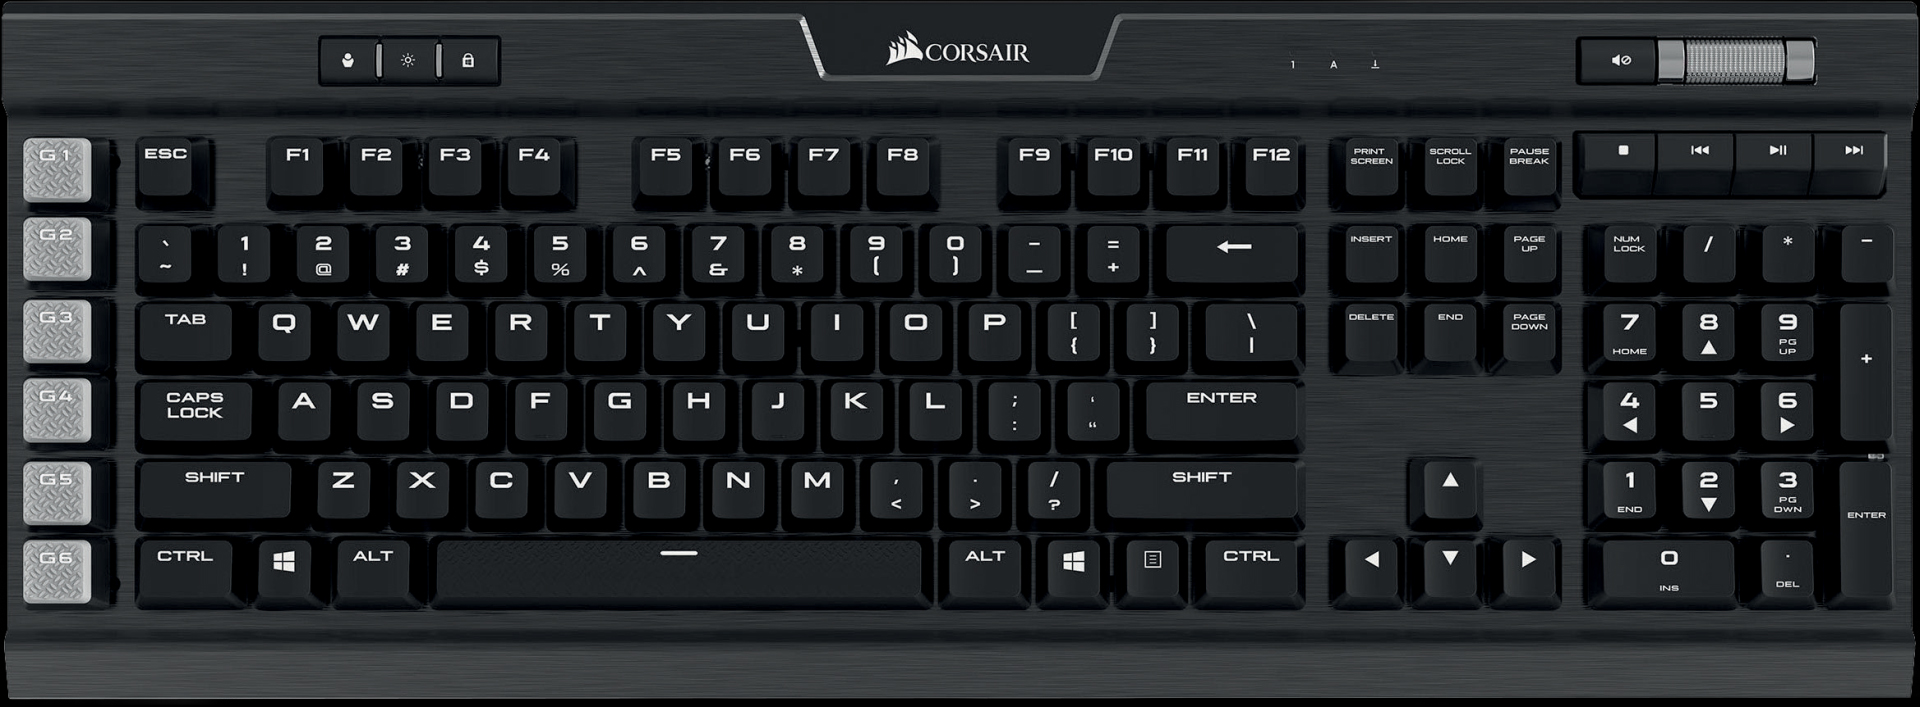 CORSAIR
1 A
G1 ESC F1 F2 F3 F4 F5 F6 F7 F8 F9 F10 F11 F12 PRINT SCREEN SCROLL LOCK PAUSE BREAK
G2 ` ~ 1 ! 2 @ 3 # 4 $ 5 % 6 ^ 7 & 8 * 9 ( 0 ) - _ = + INSERT HOME PAGE UP NUM LOCK / * -
G3 TAB Q W E R T Y U I O P [ { ] } \ | DELETE END PAGE DOWN 7 HOME 8 9 PG UP +
G4 CAPS LOCK A S D F G H J K L ; : ‘ “ ENTER 4 5 6
G5 SHIFT Z X C V B N M , < . > / ? SHIFT 1 END 2 3 PG DWN ENTER
G6 CTRL ALT ALT CTRL 0 INS . DEL